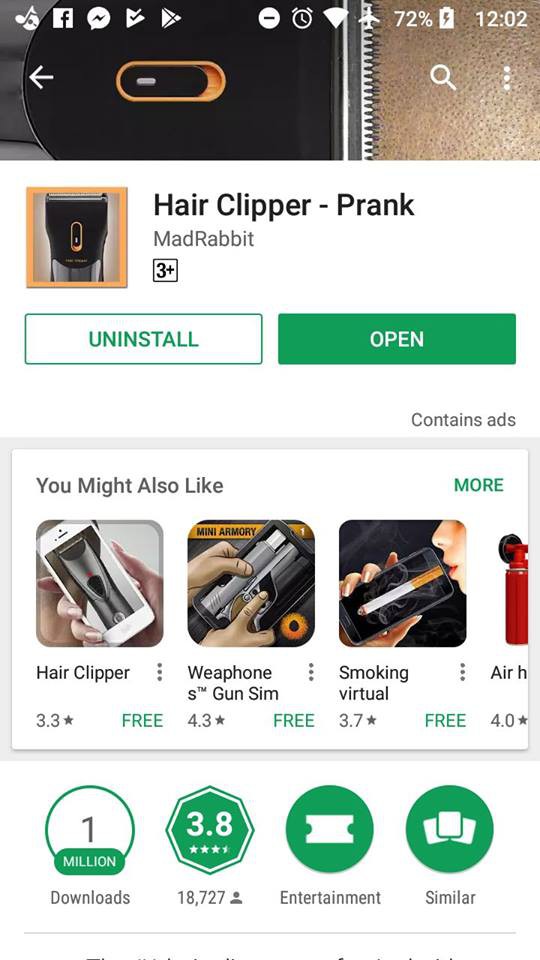 72% 12:02
Hair Clipper - Prank
MadRabbit
3+
UNINSTALL
OPEN
Contains ads
You Might Also Like
MORE
MINI ARMORY 1
Hair Clipper
Weaphone
s™ Gun Sim
Smoking
virtual
Air h
3.3★ FREE
4.3★ FREE
3.7★ FREE
4.0★
1
MILLION
Downloads
3.8
18,727
Entertainment
Similar